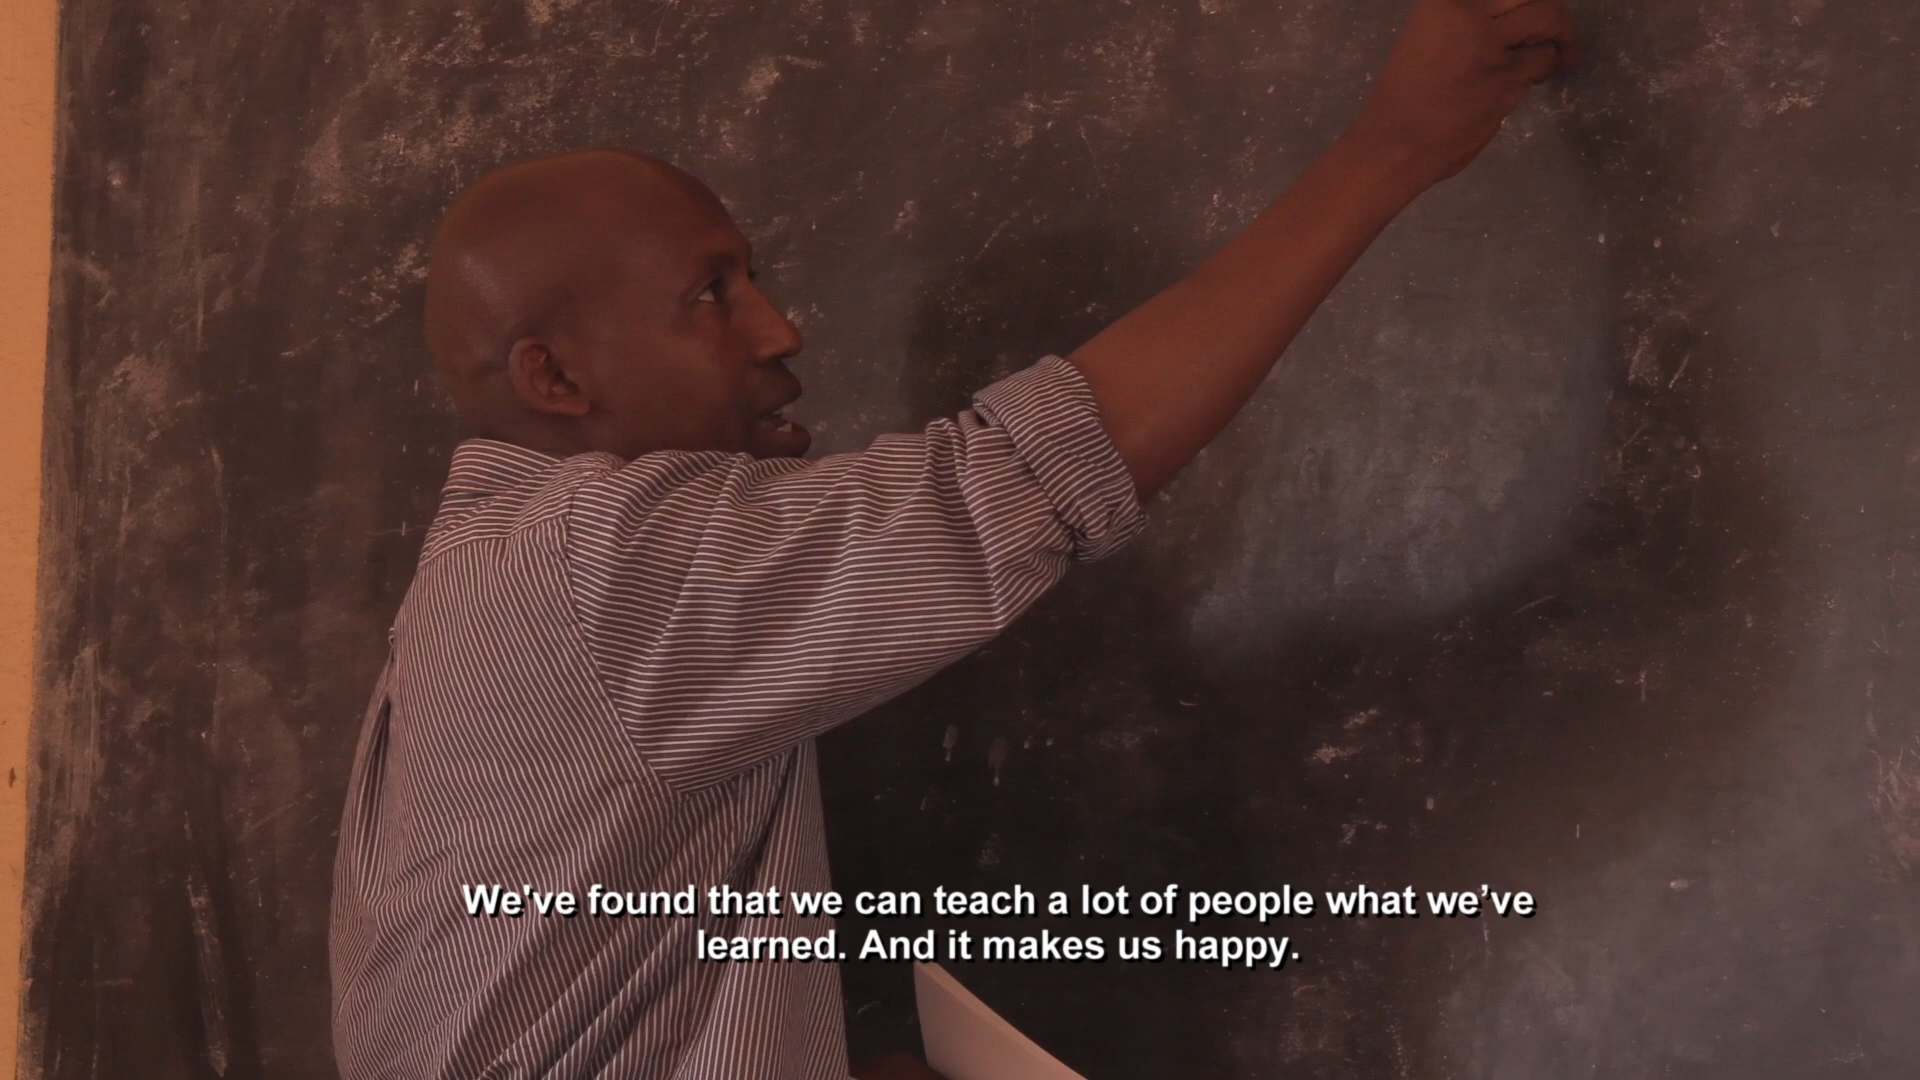 We've found that we can teach a lot of people what we’ve
learned. And it makes us happy.